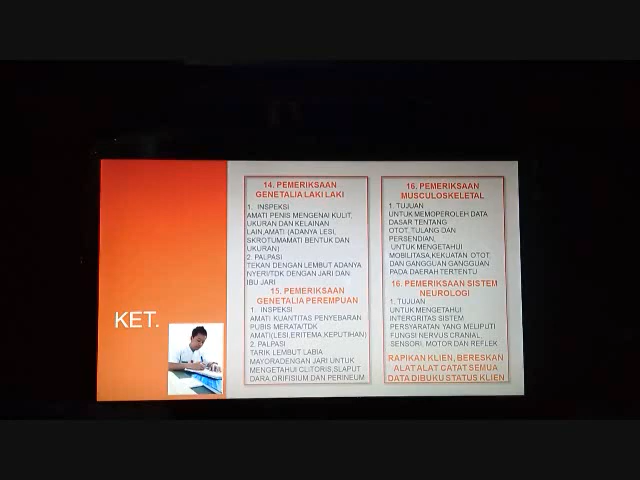 KET.
14. PEMERIKSAAN
GENETALIA LAKI LAKI
1. INSPEKSI
AMATI PENIS MENGENAI KULIT,
UKURAN DAN KELAINAN
LAIN,AMATI (ADANYA LESI,
SKROTUMAMATI BENTUK DAN
UKURAN)
2. PALPASI
TEKAN DENGAN LEMBUT ADANYA
NYERI/TDK DENGAN JARI DAN
IBU JARI
15. PEMERIKSAAN
GENETALIA PEREMPUAN
1. INSPEKSI
AMATI KUANTITAS PENYEBARAN
PUBIS MERATA/TDK
AMATI(LESI,ERITEMA,KEPUTIHAN)
2. PALPASI
TARIK LEMBUT LABIA
MAYORADENGAN JARI UNTUK
MENGETAHUI CLITORIS,SLAPUT
DARA,ORIFISIUM DAN PERINEUM
16. PEMERIKSAAN
MUSCULOSKELETAL
1. TUJUAN
UNTUK MEMOPEROLEH DATA
DASAR TENTANG
OTOT,TULANG DAN
PERSENDIAN,
UNTUK MENGETAHUI
MOBILITASA,KEKUATAN OTOT,
DAN GANGGUAN GANGGUAN
PADA DAERAH TERTENTU
16. PEMERIKSAAN SISTEM
NEUROLOGI
1. TUJUAN
UNTUK MENGETAHUI
INTERGRITAS SISTEM
PERSYARATAN YANG MELIPUTI
FUNGSI NERVUS CRANIAL,
SENSORI, MOTOR DAN REFLEK
RAPIKAN KLIEN, BERESKAN
ALAT ALAT CATAT SEMUA
DATA DIBUKU STATUS KLIEN